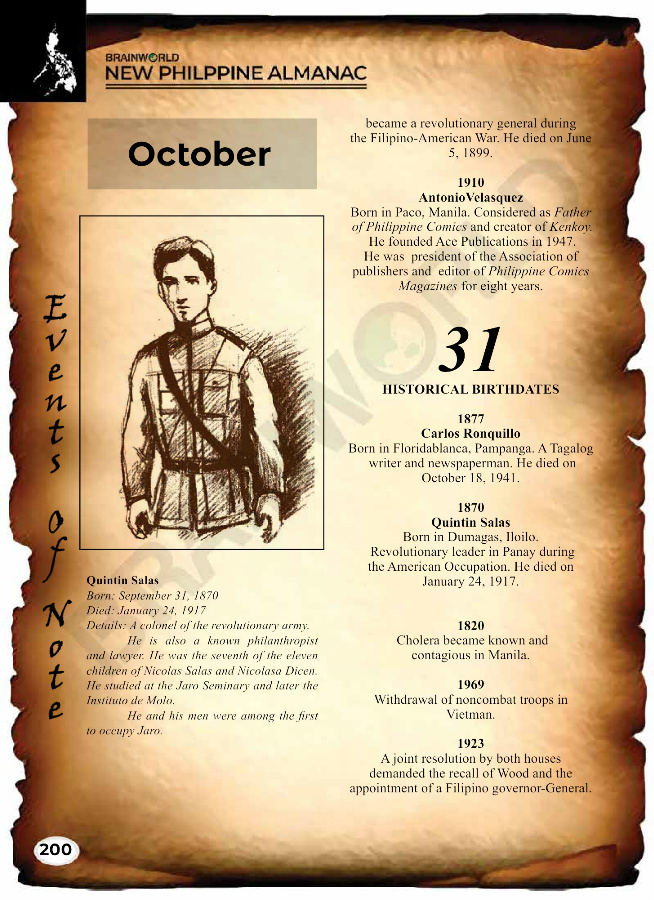 BRAINWORLD
NEW PHILPPINE ALMANAC
October
Events of Note
Quintin Salas
Born: September 31, 1870
Died: January 24, 1917
Details: A colonel of the revolutionary army.
He is also a known philanthropist
and lawyer. He was the seventh of the eleven
children of Nicolas Salas and Nicolasa Dicen.
He studied at the Jaro Seminary and later the
Instituto de Molo.
He and his men were among the first
to occupy Jaro.
became a revolutionary general during
the Filipino-American War. He died on June
5, 1899.
1910
AntonioVelasquez
Born in Paco, Manila. Considered as Father
of Philippine Comics and creator of Kenkoy.
He founded Ace Publications in 1947.
He was president of the Association of
publishers and editor of Philippine Comics
Magazines for eight years.
31
HISTORICAL BIRTHDATES
1877
Carlos Ronquillo
Born in Floridablanca, Pampanga. A Tagalog
writer and newspaperman. He died on
October 18, 1941.
1870
Quintin Salas
Born in Dumagas, Iloilo.
Revolutionary leader in Panay during
the American Occupation. He died on
January 24, 1917.
1820
Cholera became known and
contagious in Manila.
1969
Withdrawal of noncombat troops in
Vietman.
1923
A joint resolution by both houses
demanded the recall of Wood and the
appointment of a Filipino governor-General.
200
BRAINWORLD